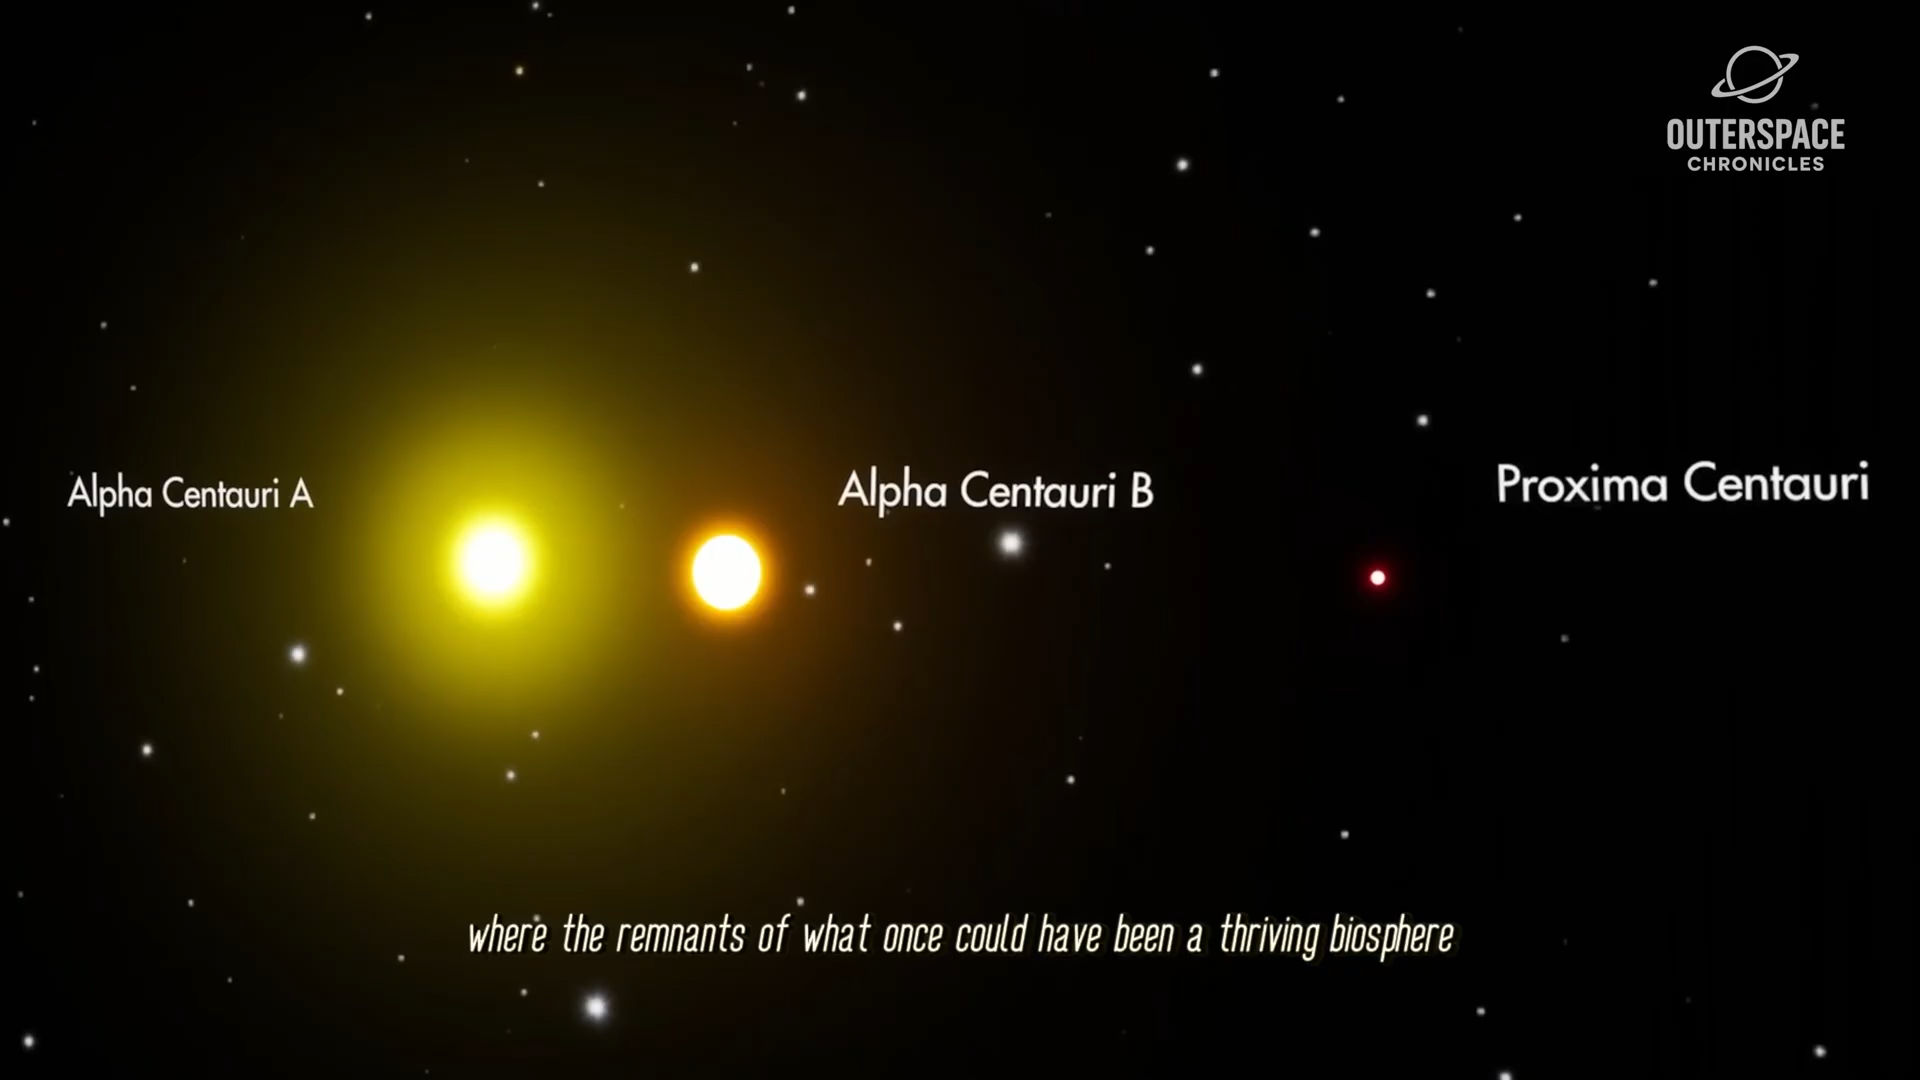 OUTERSPACE
CHRONICLES
Alpha Centauri A
Alpha Centauri B
Proxima Centauri
where the remnants of what once could have been a thriving biosphere